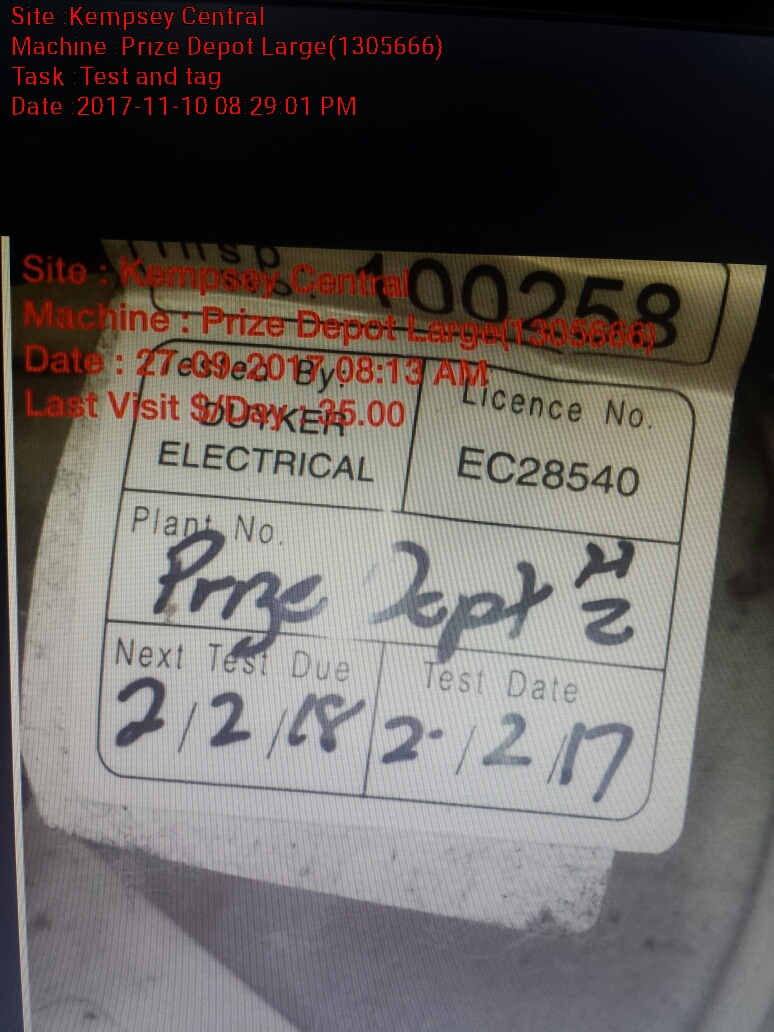 Site :Kempsey Central
Machine :Prize Depot Large(1305666)
Task :Test and tag
Date :2017-11-10 08:29:01 PM
100258
Site : Kempsey Central
Machine : Prize Depot Large(1305666)
Date : 27-09-2017 08:13 AM
Last Visit $/Day : 35.00
Tested By:
DUYKER
ELECTRICAL
Licence No.
EC28540
Plant No.
Prize Dept
2
Next Test Due
2/2/18
Test Date
2/2/17